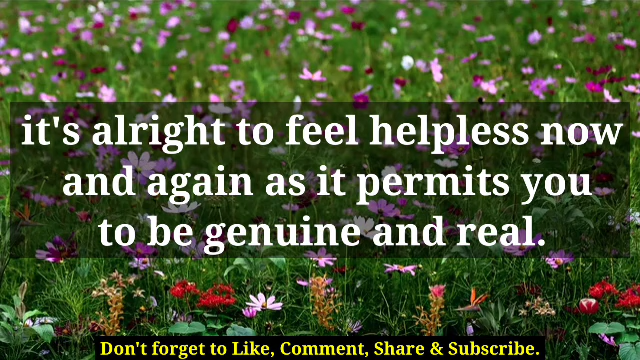 it's alright to feel helpless now
and again as it permits you
to be genuine and real.
Don't forget to Like, Comment, Share & Subscribe.